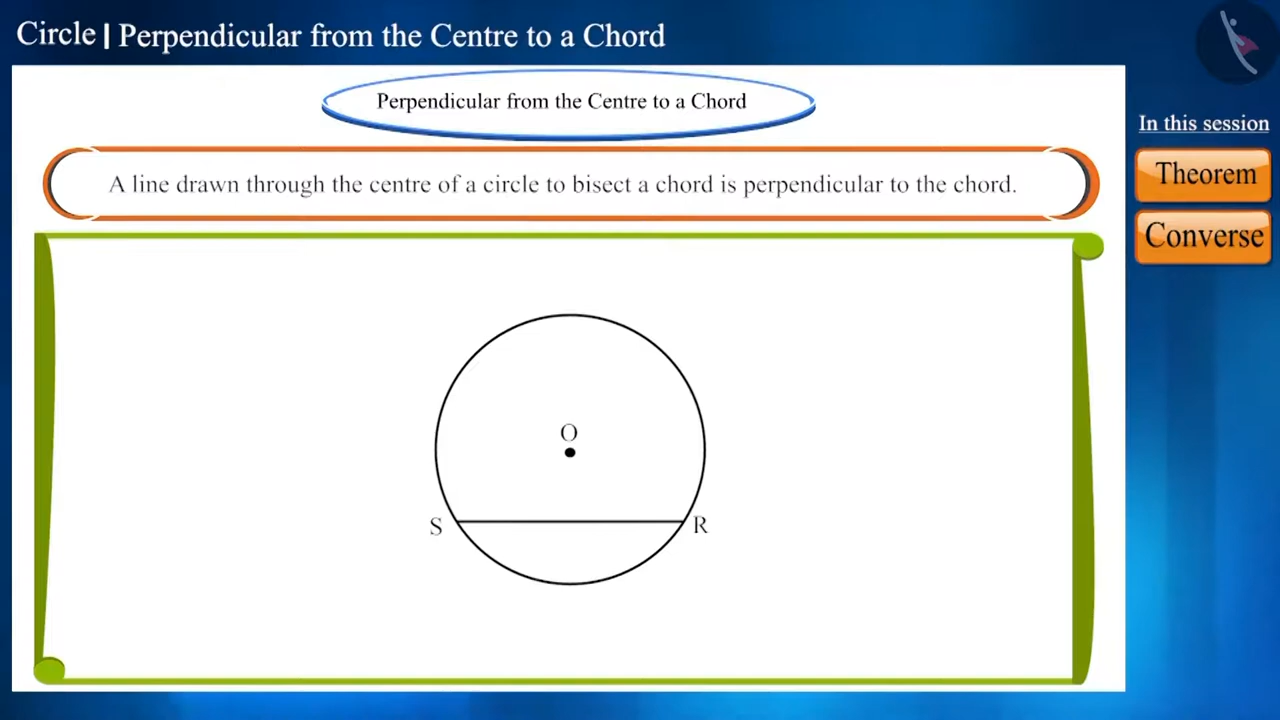 Circle | Perpendicular from the Centre to a Chord
Perpendicular from the Centre to a Chord
In this session
A line drawn through the centre of a circle to bisect a chord is perpendicular to the chord.
Theorem
Converse
O
S
R